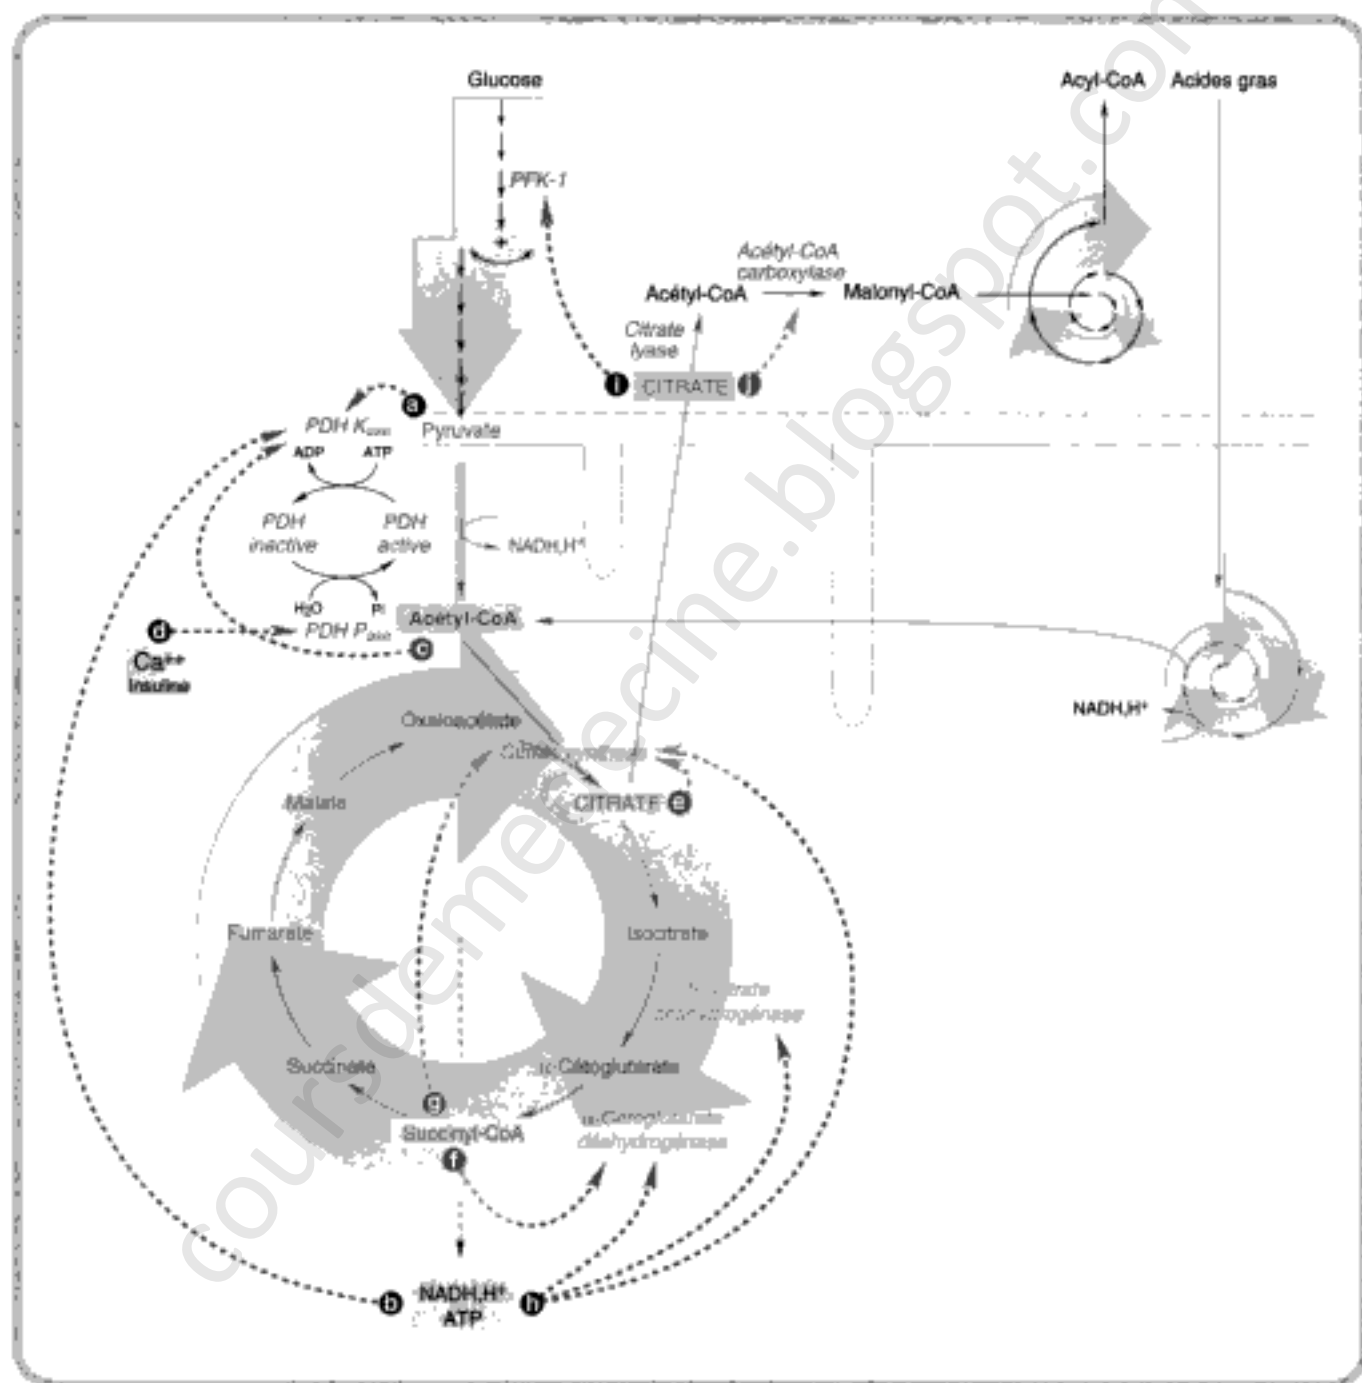 Glucose
Acyl-CoA
Acides gras
PFK-1
Acétyl-CoA
carboxylase
Acétyl-CoA
Malonyl-CoA
Citrate
lyase
i
CITRATE
j
a
PDH K
Pyruvate
ADP
ATP
PDH
inactive
PDH
active
NADH,H+
H2O
Pi
Acétyl-CoA
d
PDH P
c
Ca++
Insuline
NADH,H+
Oxaloacétate
CITRATE
Malate
Fumarate
Isocitrate
Succinate
α-Cétoglutarate
g
déshydrogénase
Succinyl-CoA
f
b
NADH,H+
ATP
h
coursdemedecine.blogspot.com